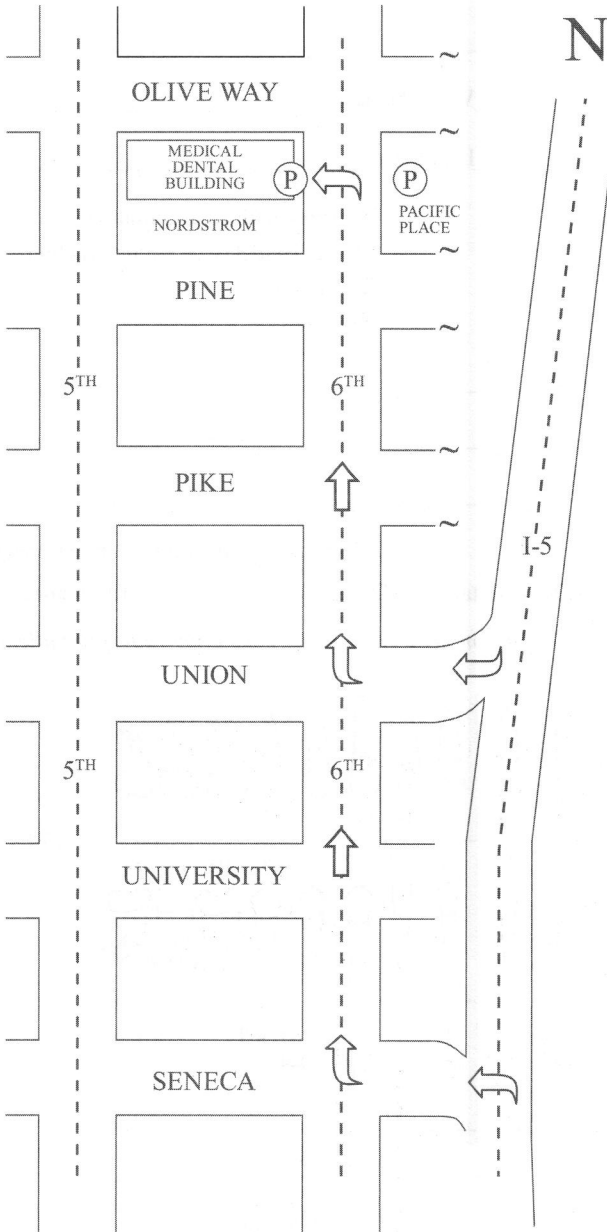 N
OLIVE WAY
MEDICAL
DENTAL
BUILDING
P
P
PACIFIC
PLACE
NORDSTROM
PINE
5TH
6TH
PIKE
I-5
UNION
5TH
6TH
UNIVERSITY
SENECA